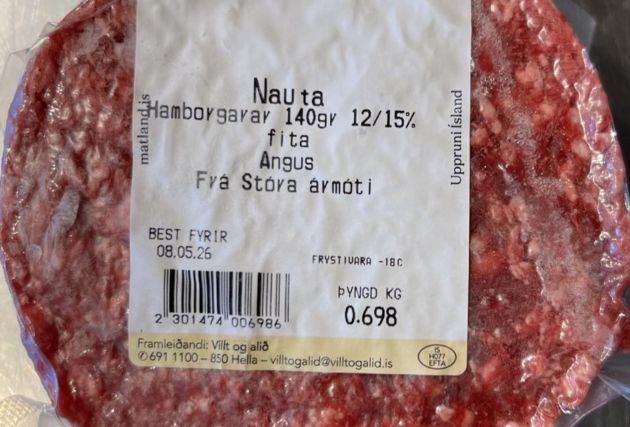 Nauta
Hamborgarar 140gr 12/15%
fita
Angus
Frá Stóra ármóti
matland.is
Uppruni Ísland
BEST FYRIR
08.05.26
FRYSTIVARA -18C
ÞYNGD KG
0.698
2 301474 006986
Framleiðandi: Villt og alið
✆691 1100 – 850 Hella – villtogalid@villtogalid.is
IS
H077
EFTA